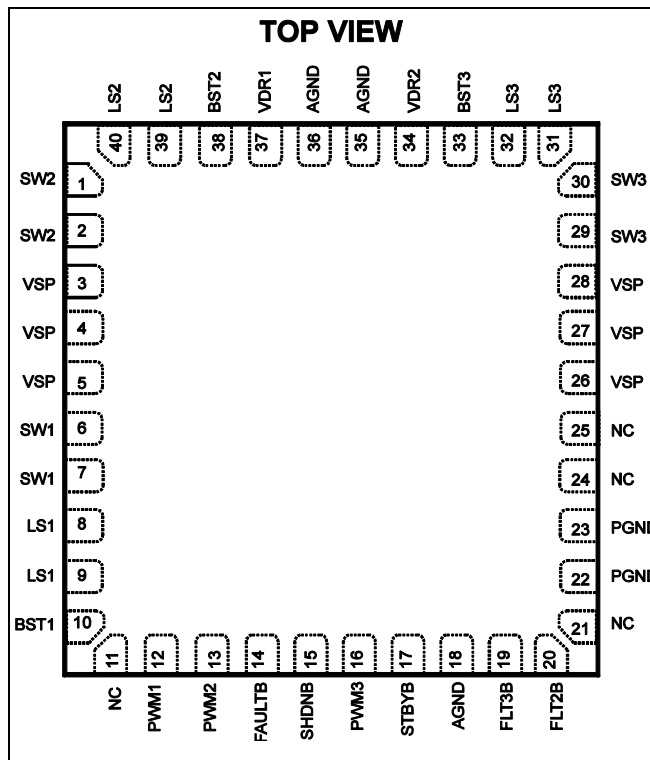 TOP VIEW
LS2 LS2 BST2 VDR1 AGND AGND VDR2 BST3 LS3 LS3
40 39 38 37 36 35 34 33 32 31
SW2 1 30 SW3
SW2 2 29 SW3
VSP 3 28 VSP
VSP 4 27 VSP
VSP 5 26 VSP
SW1 6 25 NC
SW1 7 24 NC
LS1 8 23 PGND
LS1 9 22 PGND
BST1 10 21 NC
11 12 13 14 15 16 17 18 19 20
NC PWM1 PWM2 FAULTB SHDNB PWM3 STBYB AGND FLT3B FLT2B